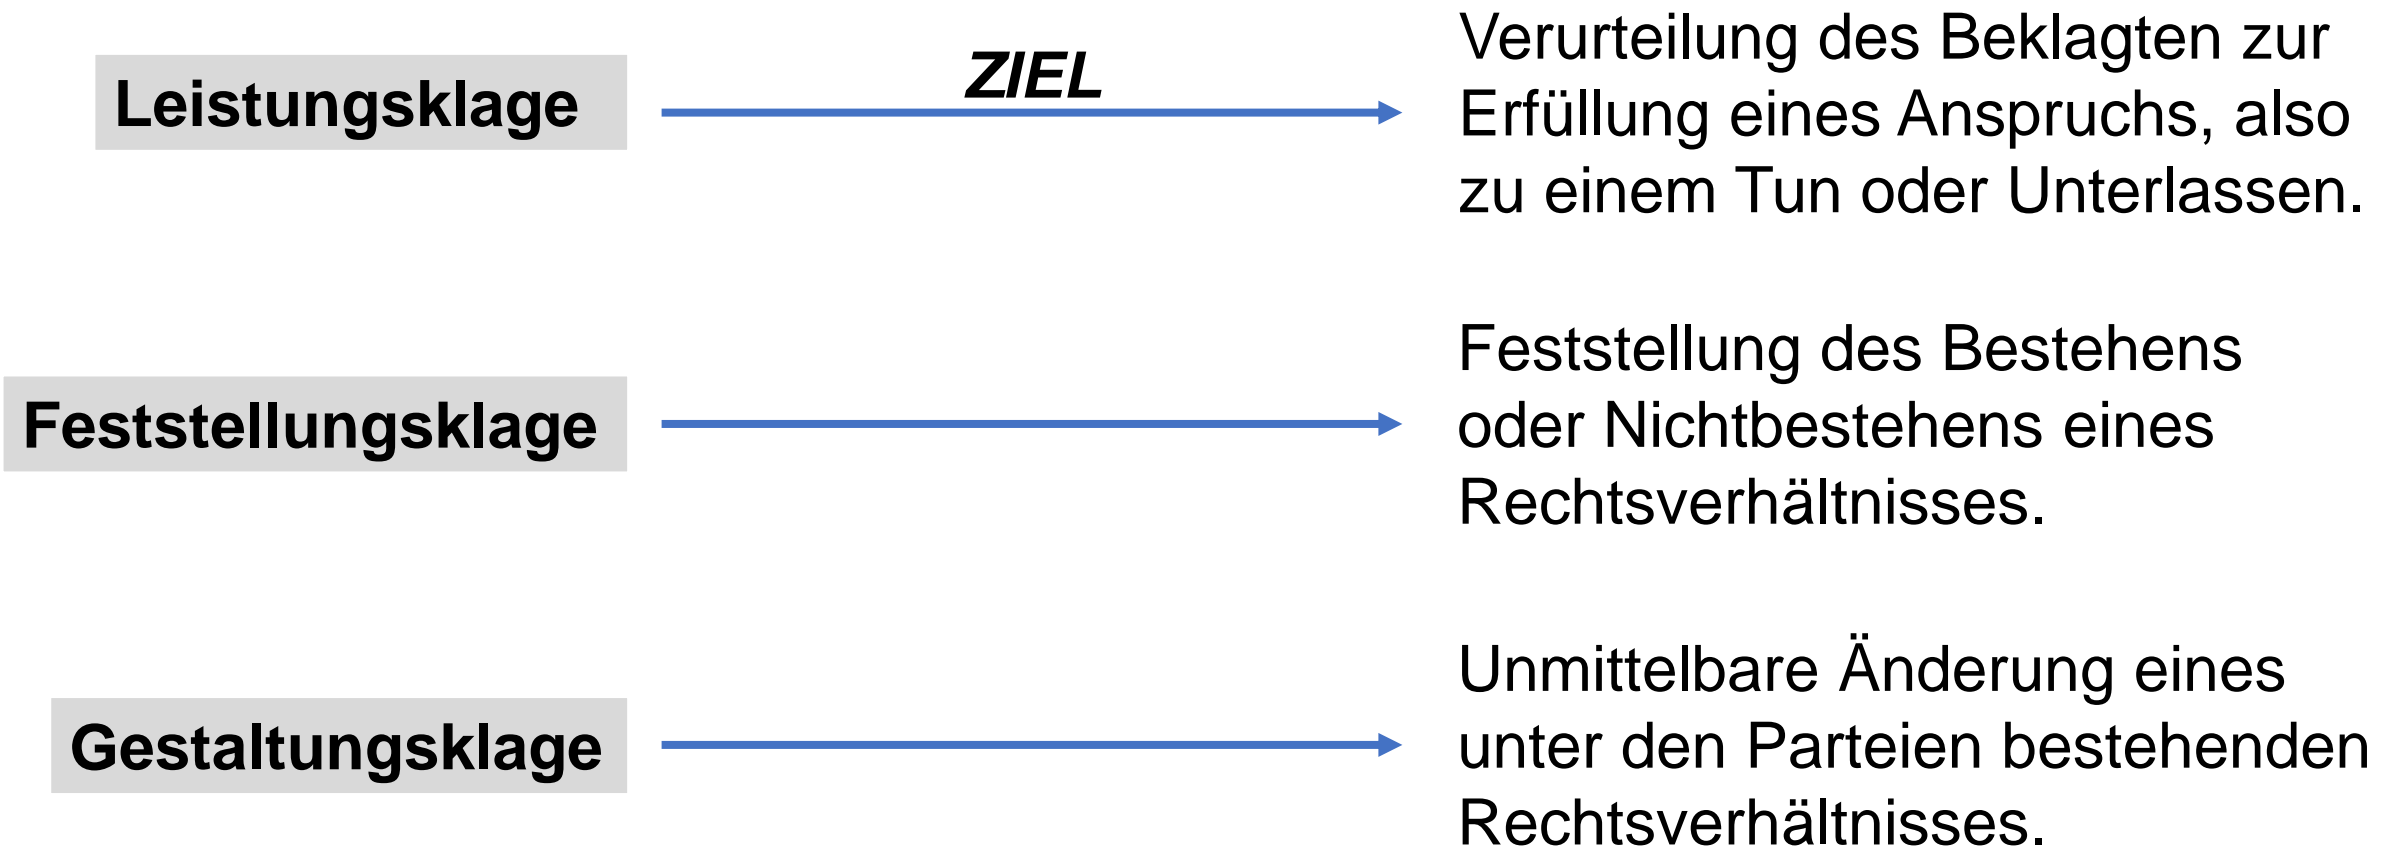 Leistungsklage
ZIEL
Verurteilung des Beklagten zur
Erfüllung eines Anspruchs, also
zu einem Tun oder Unterlassen.
Feststellungsklage
Feststellung des Bestehens
oder Nichtbestehens eines
Rechtsverhältnisses.
Gestaltungsklage
Unmittelbare Änderung eines
unter den Parteien bestehenden
Rechtsverhältnisses.